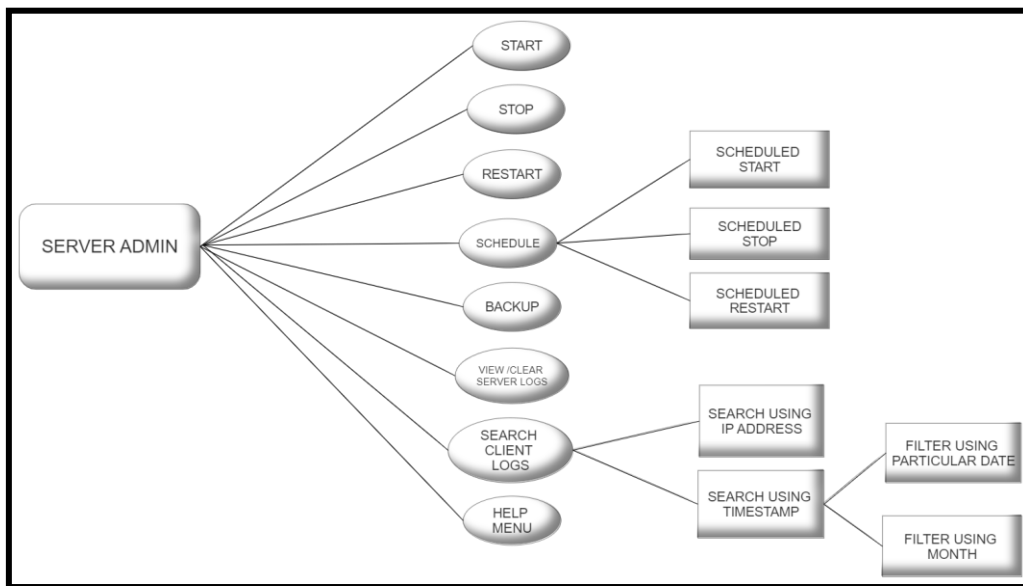 SERVER ADMIN
START
STOP
RESTART
SCHEDULE
BACKUP
VIEW /CLEAR
SERVER LOGS
SEARCH
CLIENT
LOGS
HELP
MENU
SCHEDULED
START
SCHEDULED
STOP
SCHEDULED
RESTART
SEARCH USING
IP ADDRESS
SEARCH USING
TIMESTAMP
FILTER USING
PARTICULAR DATE
FILTER USING
MONTH